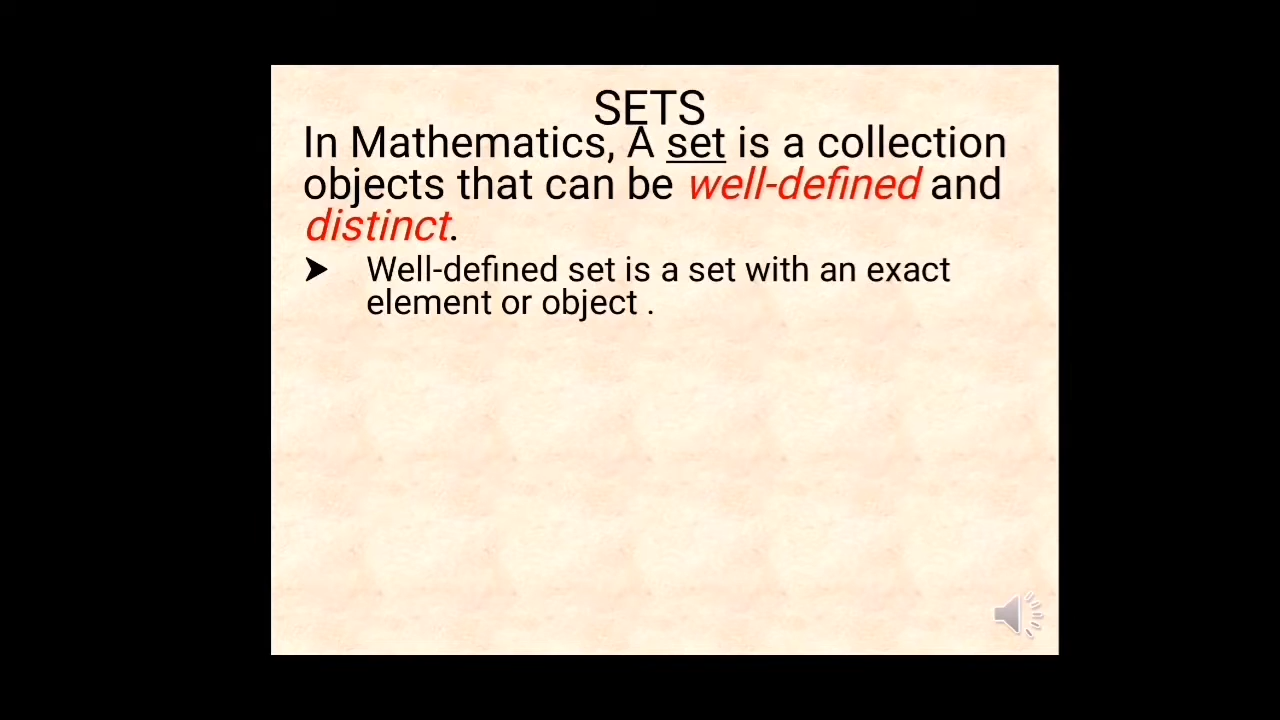 SETS
In Mathematics, A set is a collection
objects that can be well-defined and
distinct.
➤ Well-defined set is a set with an exact
element or object .